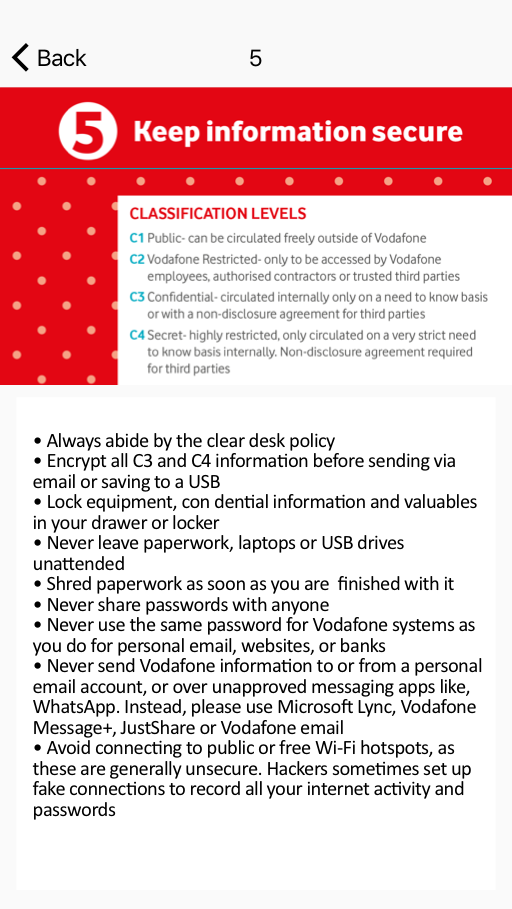 Back
5
5 Keep information secure
CLASSIFICATION LEVELS
C1 Public- can be circulated freely outside of Vodafone
C2 Vodafone Restricted- only to be accessed by Vodafone
employees, authorised contractors or trusted third parties
C3 Confidential- circulated internally only on a need to know basis
or with a non-disclosure agreement for third parties
C4 Secret- highly restricted, only circulated on a very strict need
to know basis internally. Non-disclosure agreement required
for third parties
• Always abide by the clear desk policy
• Encrypt all C3 and C4 information before sending via
email or saving to a USB
• Lock equipment, con dential information and valuables
in your drawer or locker
• Never leave paperwork, laptops or USB drives
unattended
• Shred paperwork as soon as you are  finished with it
• Never share passwords with anyone
• Never use the same password for Vodafone systems as
you do for personal email, websites, or banks
• Never send Vodafone information to or from a personal
email account, or over unapproved messaging apps like,
WhatsApp. Instead, please use Microsoft Lync, Vodafone
Message+, JustShare or Vodafone email
• Avoid connecting to public or free Wi-Fi hotspots, as
these are generally unsecure. Hackers sometimes set up
fake connections to record all your internet activity and
passwords